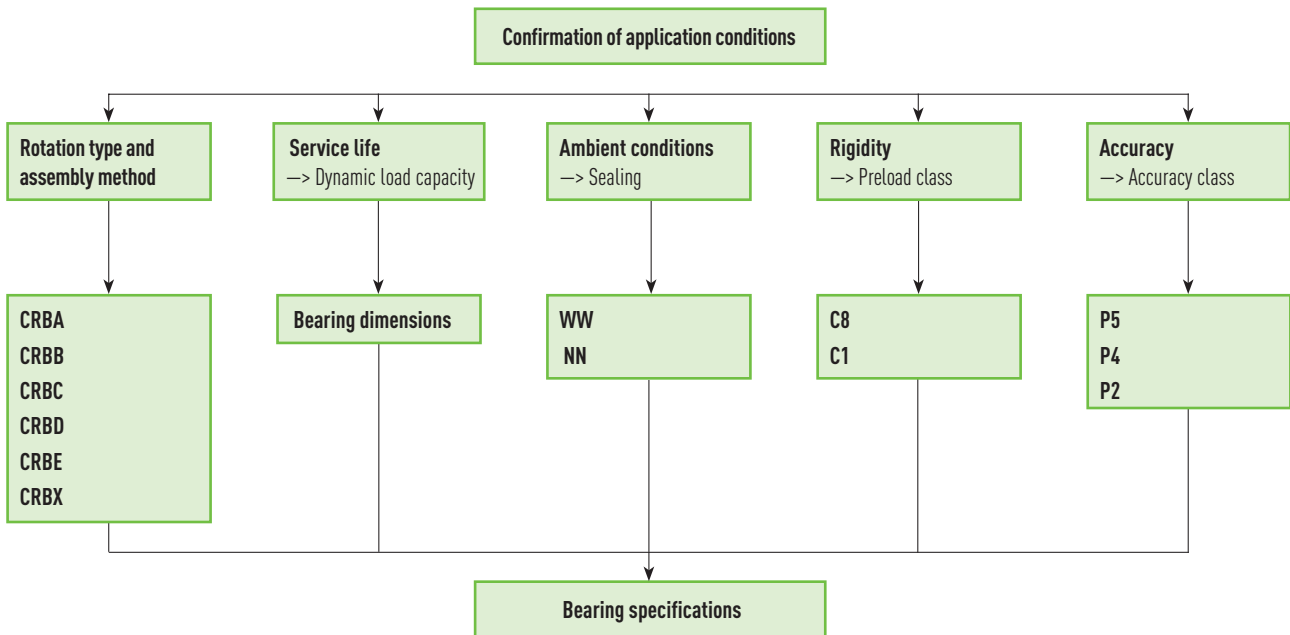 Confirmation of application conditions
Rotation type and
assembly method
Service life
—> Dynamic load capacity
Ambient conditions
—> Sealing
Rigidity
—> Preload class
Accuracy
—> Accuracy class
CRBA
CRBB
CRBC
CRBD
CRBE
CRBX
Bearing dimensions
WW
NN
C8
C1
P5
P4
P2
Bearing specifications